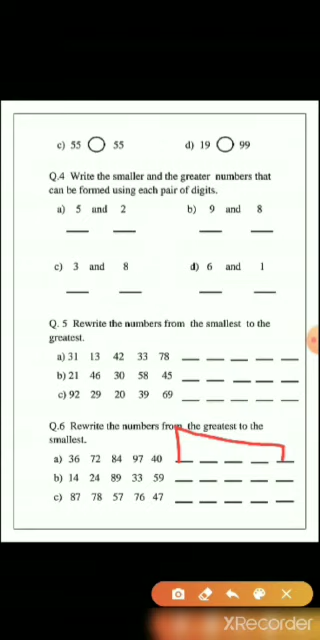 c) 55 55 d) 19 99
Q.4 Write the smaller and the greater numbers that
can be formed using each pair of digits.
a) 5 and 2 b) 9 and 8
c) 3 and 8 d) 6 and 1
Q. 5 Rewrite the numbers from the smallest to the
greatest.
a) 31 13 42 33 78
b) 21 46 30 58 45
c) 92 29 20 39 69
Q.6 Rewrite the numbers from the greatest to the
smallest.
a) 36 72 84 97 40
b) 14 24 89 33 59
c) 87 78 57 76 47
XRecorder